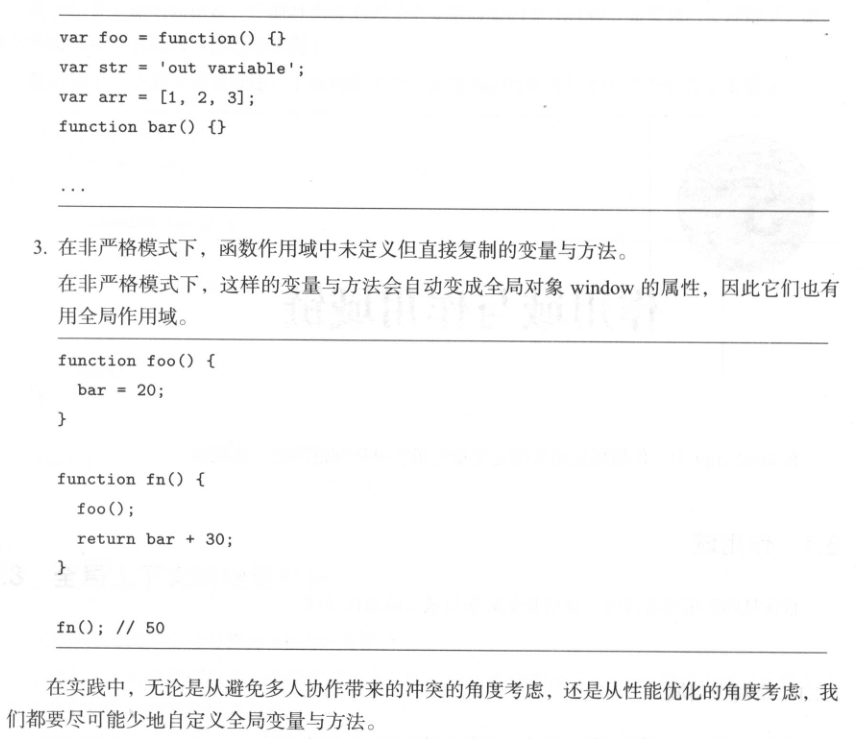 var foo = function() {}
var str = 'out variable';
var arr = [1, 2, 3];
function bar() {}
...
3. 在非严格模式下，函数作用域中未定义但直接复制的变量与方法。
在非严格模式下，这样的变量与方法会自动变成全局对象 window 的属性，因此它们也有
用全局作用域。
function foo() {
  bar = 20;
}
function fn() {
  foo();
  return bar + 30;
}
fn(); // 50
在实践中，无论是从避免多人协作带来的冲突的角度考虑，还是从性能优化的角度考虑，我
们都要尽可能少地自定义全局变量与方法。